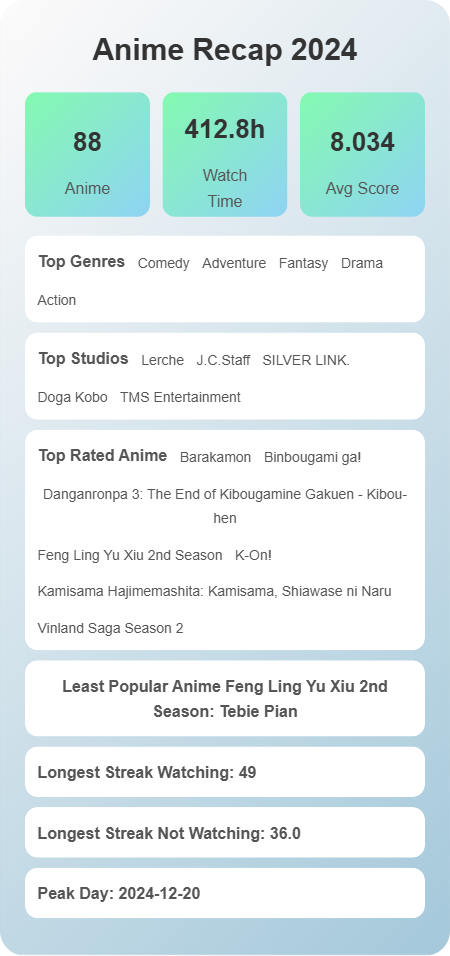 Anime Recap 2024
88
Anime
412.8h
Watch
Time
8.034
Avg Score
Top Genres Comedy Adventure Fantasy Drama
Action
Top Studios Lerche J.C.Staff SILVER LINK.
Doga Kobo TMS Entertainment
Top Rated Anime Barakamon Binbougami ga!
Danganronpa 3: The End of Kibougamine Gakuen - Kibou-
hen
Feng Ling Yu Xiu 2nd Season K-On!
Kamisama Hajimemashita: Kamisama, Shiawase ni Naru
Vinland Saga Season 2
Least Popular Anime Feng Ling Yu Xiu 2nd
Season: Tebie Pian
Longest Streak Watching: 49
Longest Streak Not Watching: 36.0
Peak Day: 2024-12-20